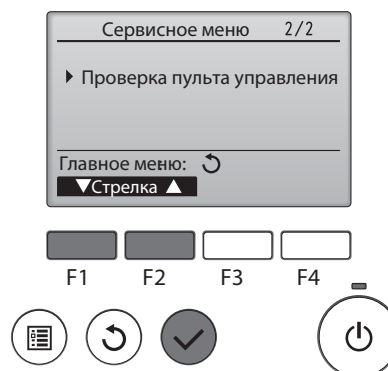 Сервисное меню 2/2
Проверка пульта управления
Главное меню:
▼Стрелка▲
F1 F2 F3 F4